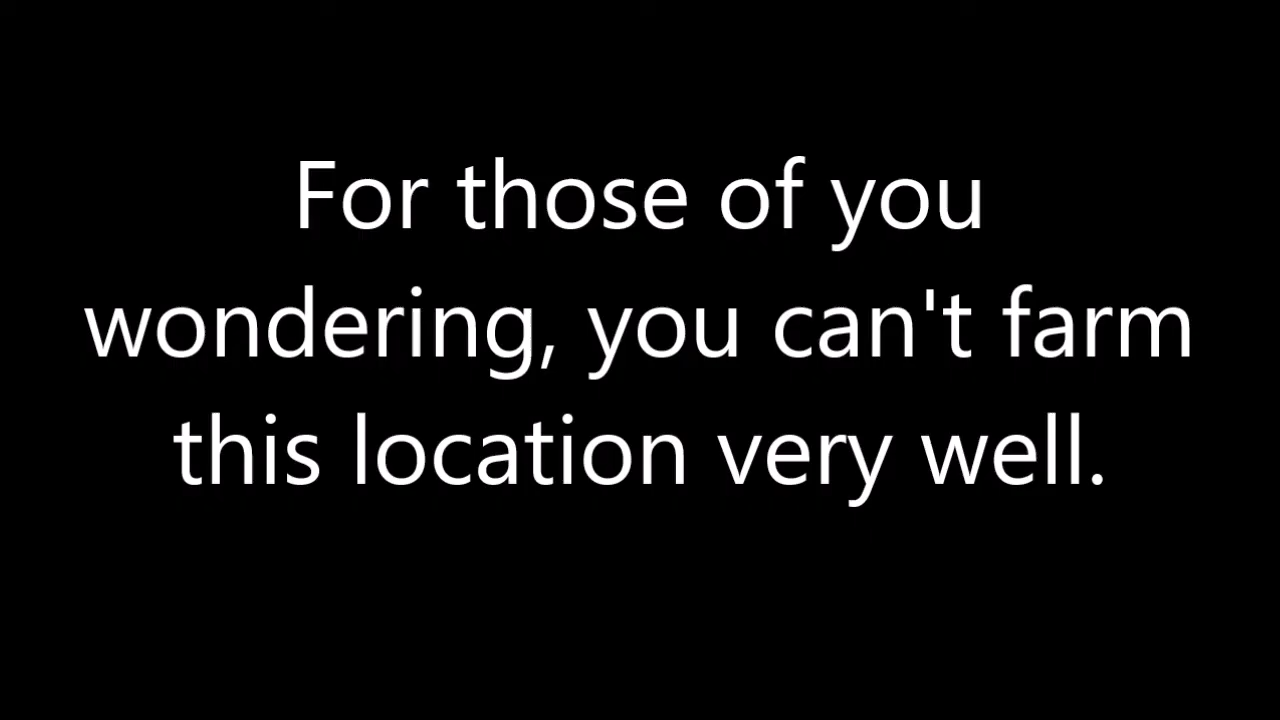 For those of you
wondering, you can't farm
this location very well.